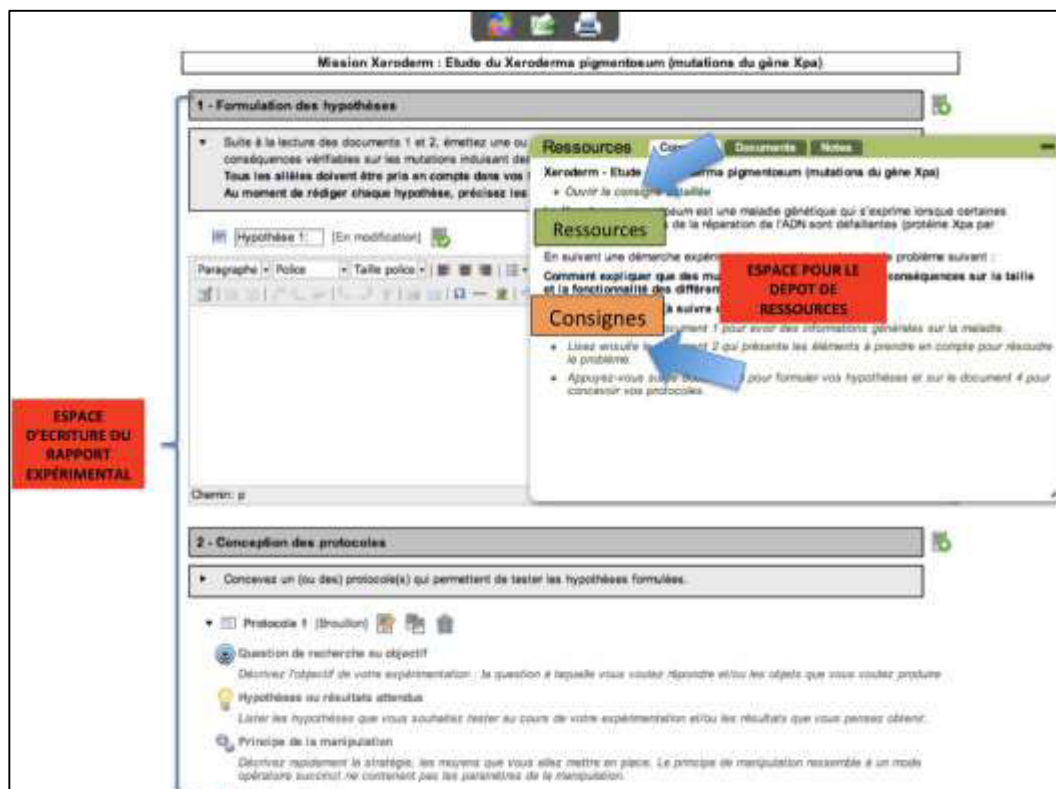 Mission Xeroderm : Etude du Xeroderma pigmentosum (mutations du gène Xpa)
1 - Formulation des hypothèses
Suite à la lecture des documents 1 et 2, émettez une ou
conséquences vérifiables sur les mutations induisant des
Tous les allèles doivent être pris en compte dans vos
Au moment de rédiger chaque hypothèse, précisez les
Hypothèse 1: [En modification]
Paragraphe Police Taille police
Chemin: p
Ressources Documents Notes
Xeroderm - Etude pigmentosum (mutations du gène Xpa)
Ouvrir la consigne détaillée
est une maladie génétique qui s'exprime lorsque certaines
de la réparation de l'ADN sont défaillantes (protéine Xpa par
Ressources
En suivant une démarche problème suivant :
Comment expliquer que des conséquences sur la taille
et la fonctionnalité des
ESPACE POUR LE
DEPOT DE
RESSOURCES
à suivre
Consignes
1 pour avoir des informations générales sur la maladie.
Lisez ensuite le 2 qui présente les éléments à prendre en compte pour résoudre
le problème.
Appuyez-vous pour formuler vos hypothèses et sur le document 4 pour
concevoir vos protocoles.
ESPACE
D'ECRITURE DU
RAPPORT
EXPÉRIMENTAL
2 - Conception des protocoles
Concevez un (ou des) protocole(s) qui permettent de tester les hypothèses formulées.
Protocole 1 [Brouillon]
Question de recherche ou objectif
Décrivez l'objectif de votre expérimentation : la question à laquelle vous voulez répondre et/ou les objets que vous voulez produire
Hypothèses ou résultats attendus
Lister les hypothèses que vous souhaitez tester au cours de votre expérimentation et/ou les résultats que vous pensez obtenir.
Principe de la manipulation
Décrivez rapidement la stratégie, les moyens que vous allez mettre en place. Le principe de manipulation ressemble à un mode
opératoire succinct ne contenant pas les paramètres de la manipulation.